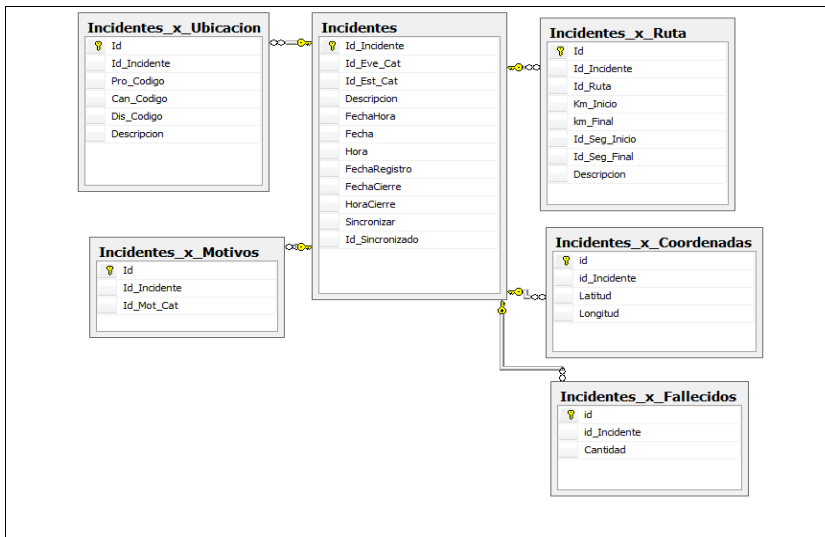 Incidentes_x_Ubicacion
Id
Id_Incidente
Pro_Codigo
Can_Codigo
Dis_Codigo
Descripcion
Incidentes
Id_Incidente
Id_Eve_Cat
Id_Est_Cat
Descripcion
FechaHora
Fecha
Hora
FechaRegistro
FechaCierre
HoraCierre
Sincronizar
Id_Sincronizado
Incidentes_x_Ruta
Id
Id_Incidente
Id_Ruta
Km_Inicio
km_Final
Id_Seg_Inicio
Id_Seg_Final
Descripcion
Incidentes_x_Motivos
Id
Id_Incidente
Id_Mot_Cat
Incidentes_x_Coordenadas
id
id_Incidente
Latitud
Longitud
Incidentes_x_Fallecidos
id
id_Incidente
Cantidad